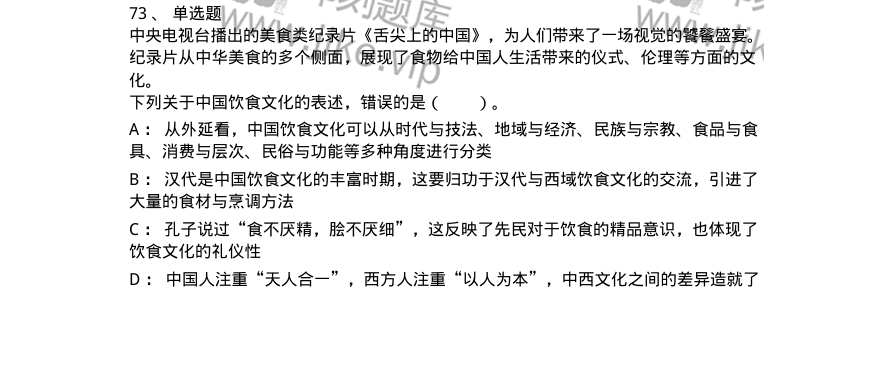 73 、 单选题
中央电视台播出的美食类纪录片《舌尖上的中国》，为人们带来了一场视觉的饕餮盛宴。
纪录片从中华美食的多个侧面，展现了食物给中国人生活带来的仪式、伦理等方面的文
化。
下列关于中国饮食文化的表述，错误的是（　　）。
A ： 从外延看，中国饮食文化可以从时代与技法、地域与经济、民族与宗教、食品与食
具、消费与层次、民俗与功能等多种角度进行分类
B ： 汉代是中国饮食文化的丰富时期，这要归功于汉代与西域饮食文化的交流，引进了
大量的食材与烹调方法
C ： 孔子说过“食不厌精，脍不厌细”，这反映了先民对于饮食的精品意识，也体现了
饮食文化的礼仪性
D ： 中国人注重“天人合一”，西方人注重“以人为本”，中西文化之间的差异造就了